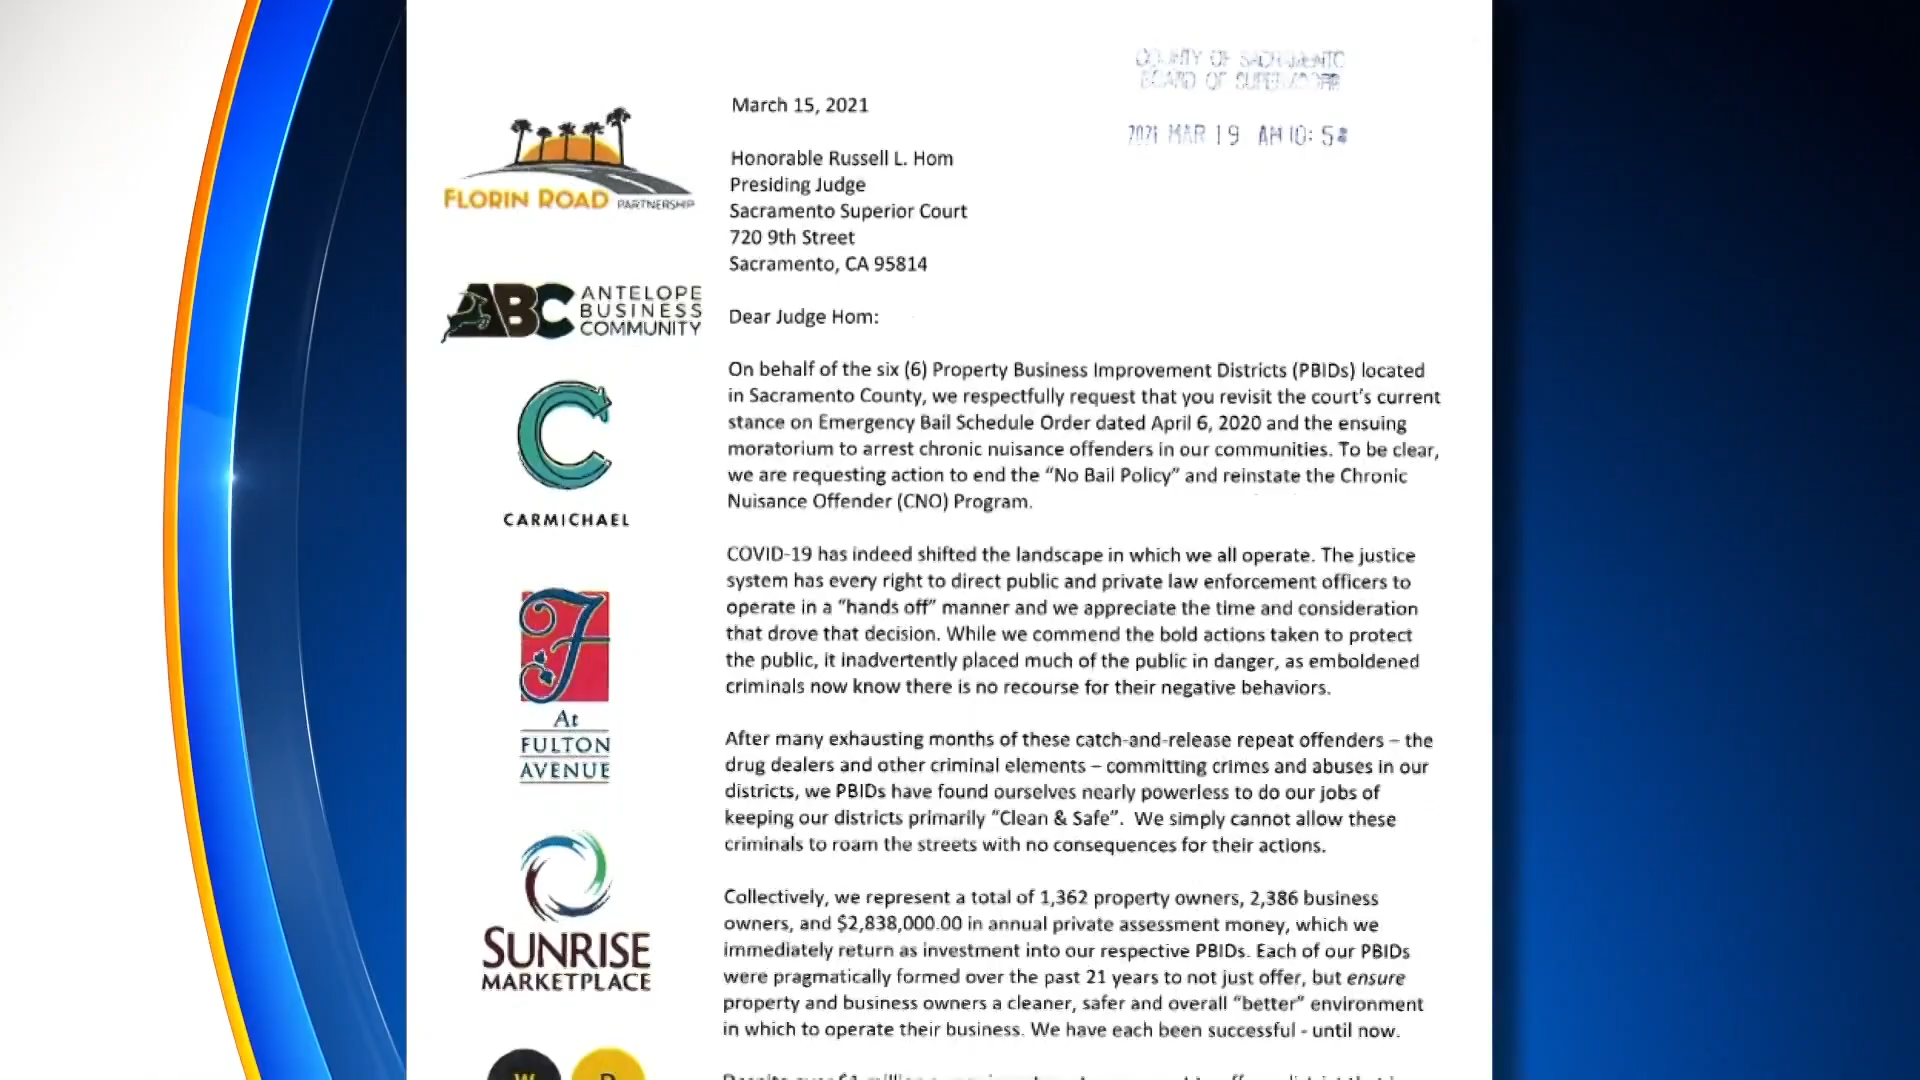 COUNTY OF SACRAMENTO
BOARD OF SUPERVISORS
2021 MAR 19 AM 10: 5
March 15, 2021
Honorable Russell L. Hom
Presiding Judge
Sacramento Superior Court
720 9th Street
Sacramento, CA 95814
Dear Judge Hom:
On behalf of the six (6) Property Business Improvement Districts (PBIDs) located
in Sacramento County, we respectfully request that you revisit the court's current
stance on Emergency Bail Schedule Order dated April 6, 2020 and the ensuing
moratorium to arrest chronic nuisance offenders in our communities. To be clear,
we are requesting action to end the "No Bail Policy" and reinstate the Chronic
Nuisance Offender (CNO) Program.
COVID-19 has indeed shifted the landscape in which we all operate. The justice
system has every right to direct public and private law enforcement officers to
operate in a "hands off" manner and we appreciate the time and consideration
that drove that decision. While we commend the bold actions taken to protect
the public, it inadvertently placed much of the public in danger, as emboldened
criminals now know there is no recourse for their negative behaviors.
After many exhausting months of these catch-and-release repeat offenders – the
drug dealers and other criminal elements – committing crimes and abuses in our
districts, we PBIDs have found ourselves nearly powerless to do our jobs of
keeping our districts primarily "Clean & Safe".  We simply cannot allow these
criminals to roam the streets with no consequences for their actions.
Collectively, we represent a total of 1,362 property owners, 2,386 business
owners, and $2,838,000.00 in annual private assessment money, which we
immediately return as investment into our respective PBIDs. Each of our PBIDs
were pragmatically formed over the past 21 years to not just offer, but ensure
property and business owners a cleaner, safer and overall "better" environment
in which to operate their business. We have each been successful - until now.
FLORIN ROAD PARTNERSHIP
ABC ANTELOPE
BUSINESS
COMMUNITY
C
CARMICHAEL
F
At
FULTON
AVENUE
SUNRISE
MARKETPLACE